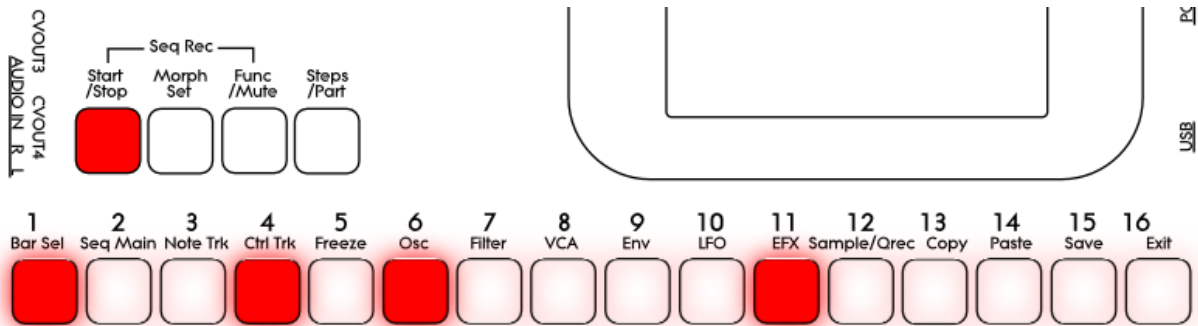 CVOUT3
CVOUT4
AUDIO IN R L
Seq Rec
Start Morph Func Steps
/Stop Set /Mute /Part
USB
1 2 3 4 5 6 7 8 9 10 11 12 13 14 15 16
Bar Sel Seq Main Note Trk Ctrl Trk Freeze Osc Filter VCA Env LFO EFX Sample/Qrec Copy Paste Save Exit